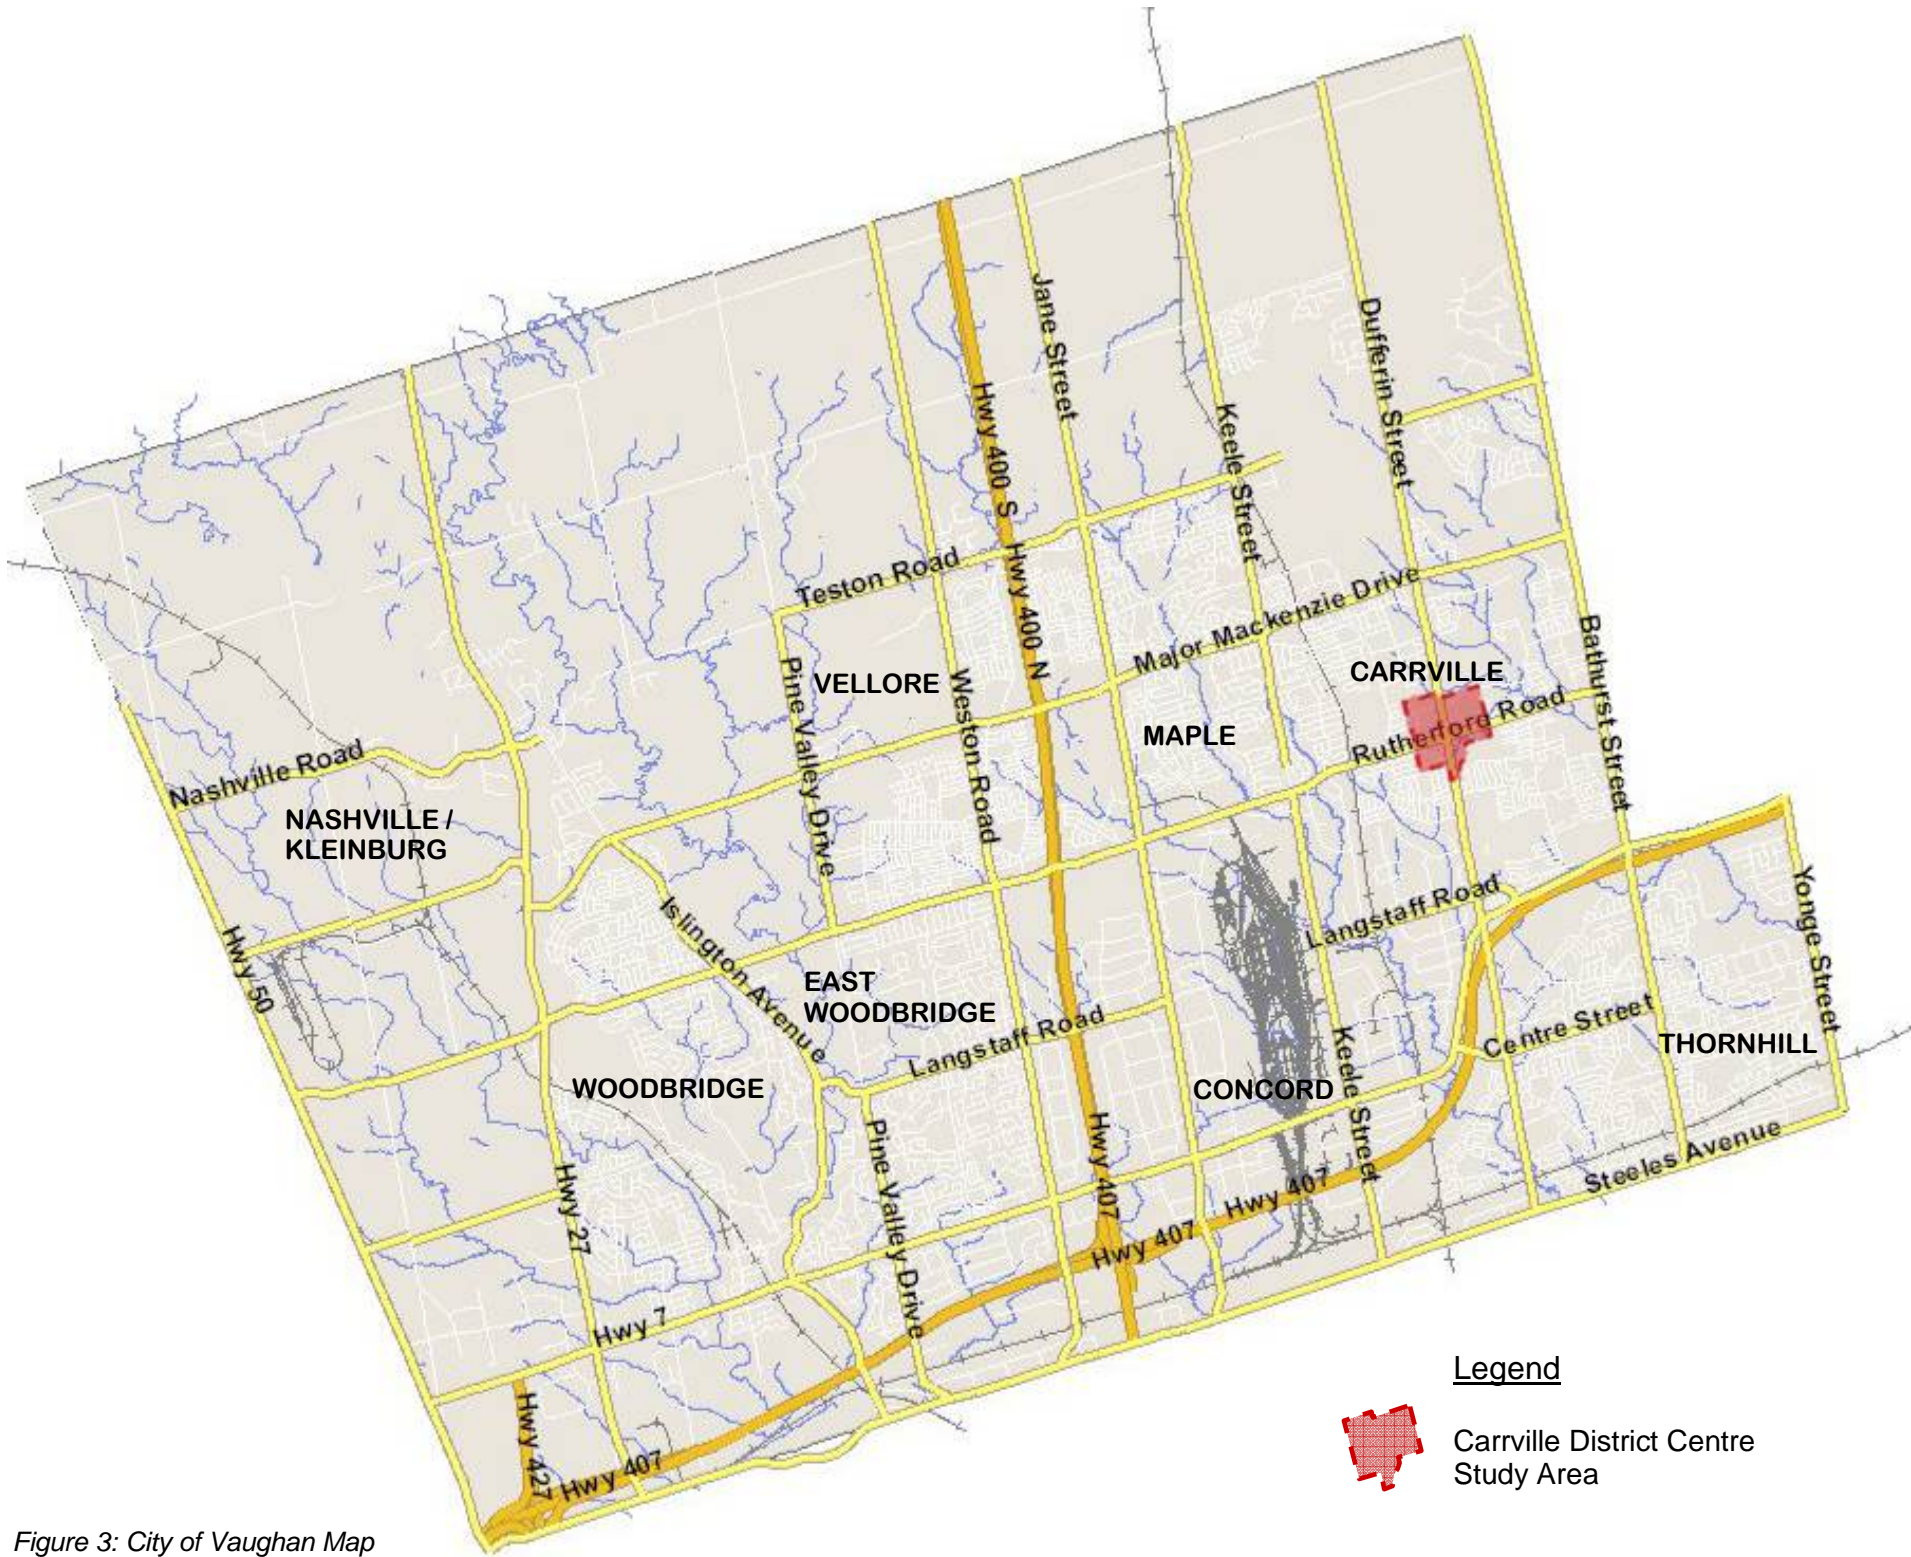 Jane Street
Dufferin Street
Hwy 400 S
Keele Street
Teston Road
Hwy 400 N
Major Mackenzie Drive
Bathurst Street
Pine Valley Drive
VELLORE
Weston Road
CARRVILLE
MAPLE
Rutherford Road
Nashville Road
NASHVILLE /
KLEINBURG
Yonge Street
Langstaff Road
Islington Avenue
Hwy 50
EAST
WOODBRIDGE
Langstaff Road
Centre Street
THORNHILL
Keele Street
WOODBRIDGE
CONCORD
Hwy 407
Pine Valley Drive
Steeles Avenue
Hwy 27
Hwy 407
Hwy 407
Hwy 7
Hwy 427
Hwy 407
Legend
Carrville District Centre
Study Area
Figure 3: City of Vaughan Map